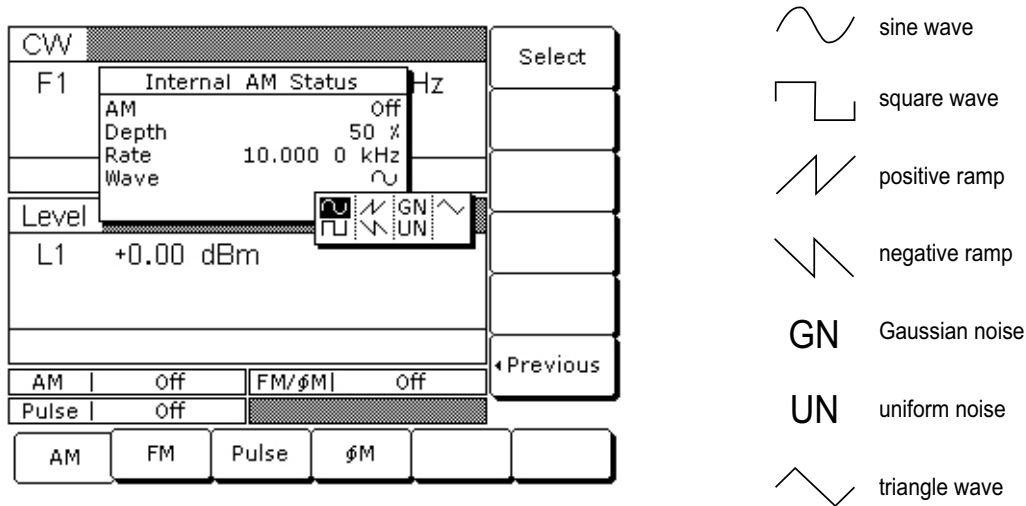 CW
F1
Hz
Internal AM Status
AM Off
Depth 50 %
Rate 10.000 0 kHz
Wave
GN
UN
Level
L1 +0.00 dBm
AM | Off
FM/ɸM| Off
Pulse | Off
AM
FM
Pulse
ɸM
Select
◂Previous
sine wave
square wave
positive ramp
negative ramp
GN Gaussian noise
UN uniform noise
triangle wave